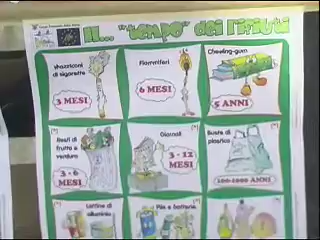 Il... "tempo" dei rifiuti
Mozziconi
di sigarette
3 MESI
Fiammiferi
6 MESI
Chewing-gum
5 ANNI
Resti di
frutta e
verdura
3 - 6
MESI
Giornali
3 - 12
MESI
Buste di
plastica
100-1000 ANNI
Lattine di
alluminio
Pile e batterie